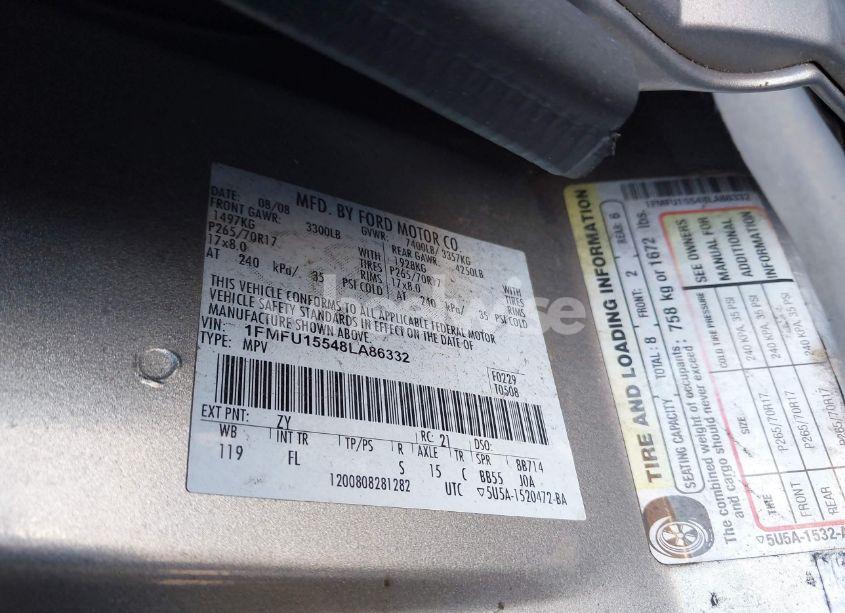 MFD. BY FORD MOTOR CO.
DATE: 08/08 GVWR: 7400LB/ 3357KG
FRONT GAWR: 3300LB REAR GAWR: 4250LB
1497KG WITH 1928KG WITH
P265/70R17 TIRES P265/70R17 TIRES
17x8.0 RIMS 17x8.0 RIMS
AT 240 kPa/ 35 PSI COLD AT 240 kPa/ 35 PSI COLD
THIS VEHICLE CONFORMS TO ALL APPLICABLE FEDERAL MOTOR
VEHICLE SAFETY STANDARDS IN EFFECT ON THE DATE OF
MANUFACTURE SHOWN ABOVE.
VIN: 1FMFU15548LA86332
TYPE: MPV
F0229
T0508
EXT PNT: ZY RC: 21 DSO:
WB INT TR TP/PS R AXLE TR SPR BB714
119 FL S 15 C BB55 J0A
1200808281282 UTC ▽5U5A-1520472-BA
1FMFU15548LA86332
TIRE AND LOADING INFORMATION
SEATING CAPACITY TOTAL: 8 FRONT: 2 REAR: 6
The combined weight of occupants and cargo should never exceed: 758 kg or 1672 lbs.
TIRE SIZE COLD TIRE PRESSURE
FRONT P265/70R17 240 KPA, 35 PSI
REAR P265/70R17 240 KPA, 35 PSI
SEE OWNERS
MANUAL FOR
ADDITIONAL
INFORMATION
▽5U5A-1532-A